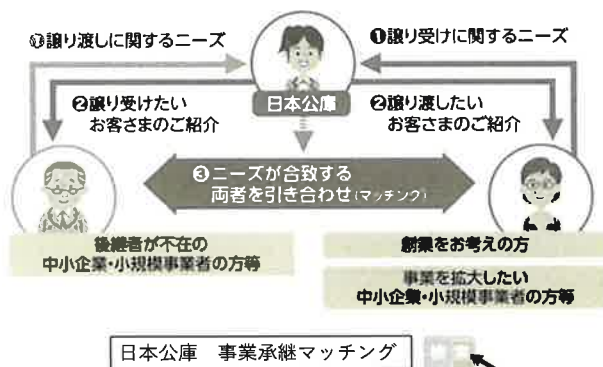 ①譲り渡しに関するニーズ
❶譲り受けに関するニーズ
❷譲り受けたい
お客さまのご紹介
日本公庫
❷譲り渡したい
お客さまのご紹介
❸ニーズが合致する
両者を引き合わせ(マッチング)
後継者が不在の
中小企業・小規模事業者の方等
創業をお考えの方
事業を拡大したい
中小企業・小規模事業者の方等
日本公庫 事業承継マッチング